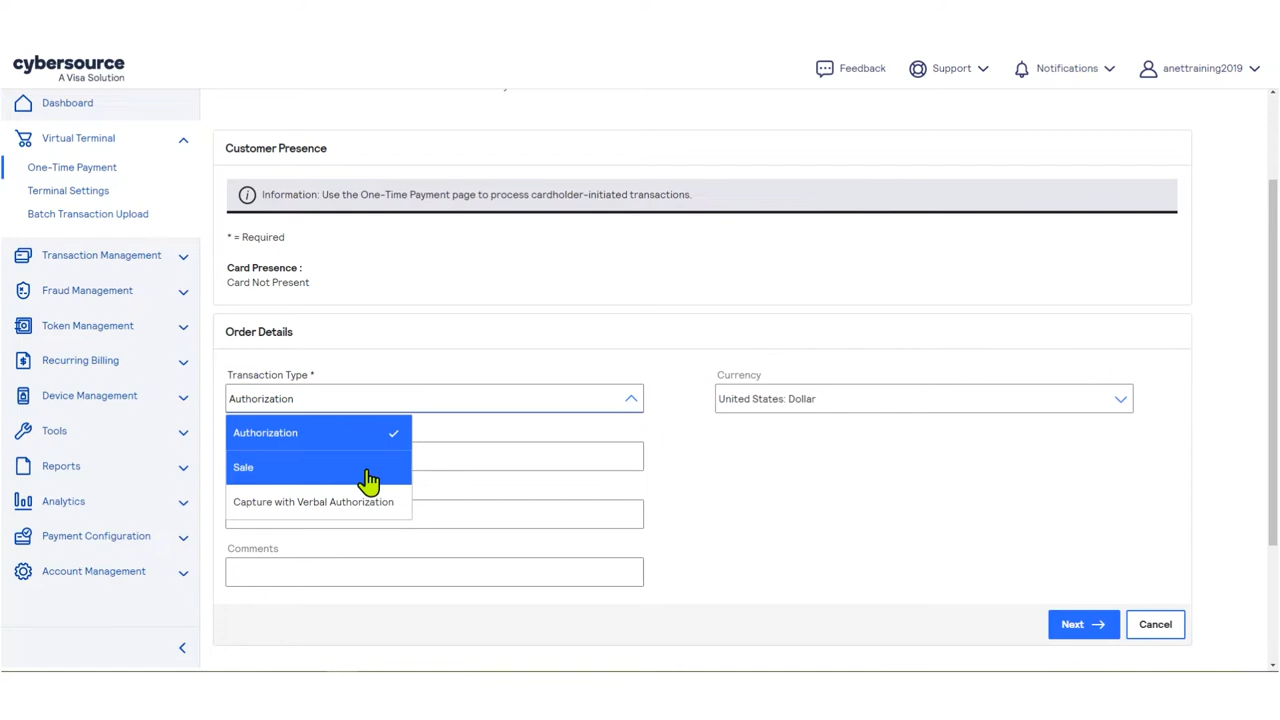 cybersource
A Visa Solution
Feedback
Support
Notifications
anettraining2019
Dashboard
Virtual Terminal
One-Time Payment
Terminal Settings
Batch Transaction Upload
Transaction Management
Fraud Management
Token Management
Recurring Billing
Device Management
Tools
Reports
Analytics
Payment Configuration
Account Management
Customer Presence
Information: Use the One-Time Payment page to process cardholder-initiated transactions.
* = Required
Card Presence :
Card Not Present
Order Details
Transaction Type *
Authorization
Authorization
Sale
Capture with Verbal Authorization
Currency
United States: Dollar
Comments
Next
Cancel